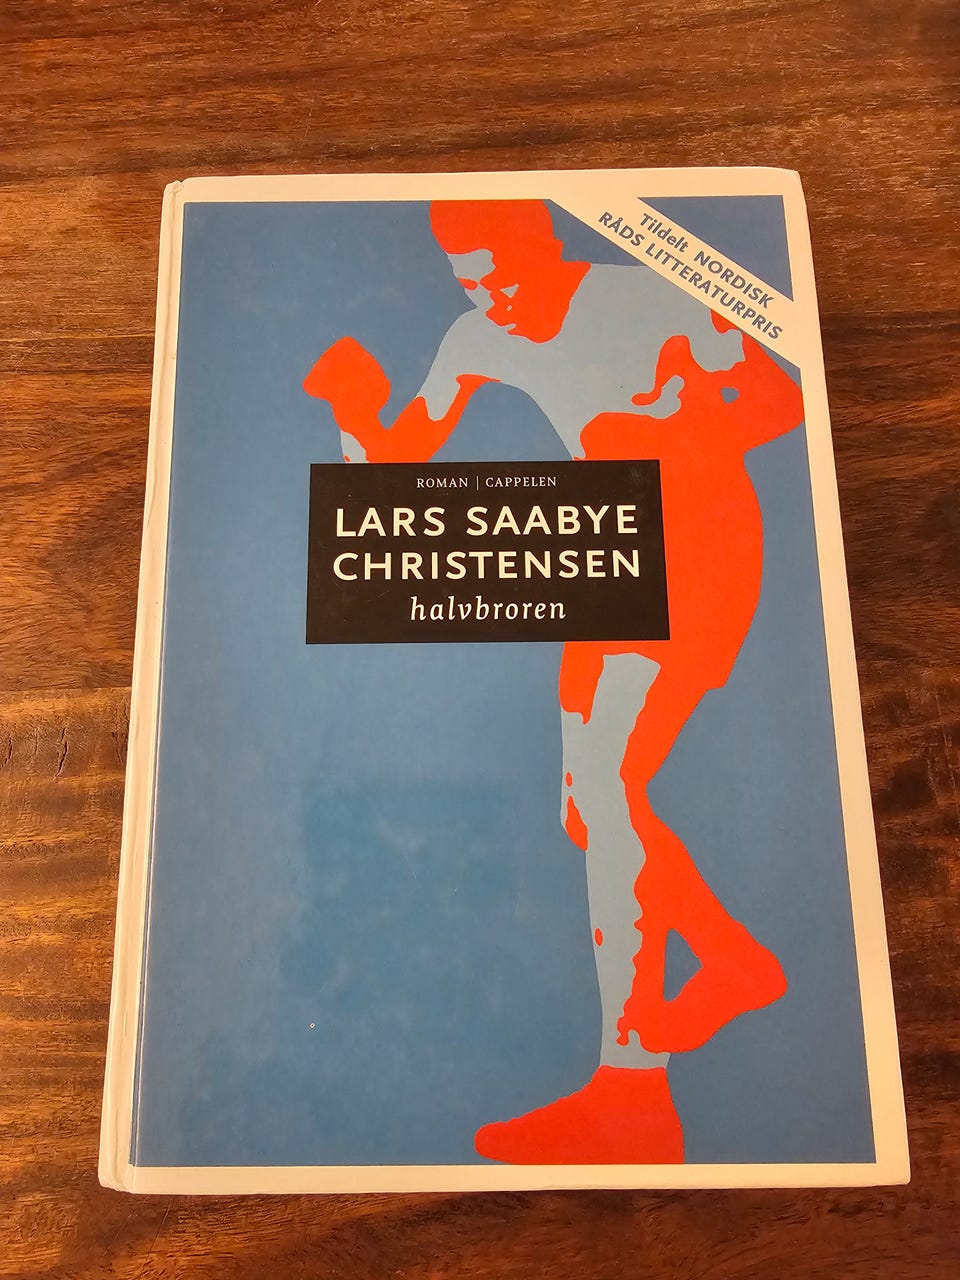 Tildelt NORDISK
RÅDS LITTERATURPRIS
ROMAN | CAPPELEN
LARS SAABYE
CHRISTENSEN
halvbroren